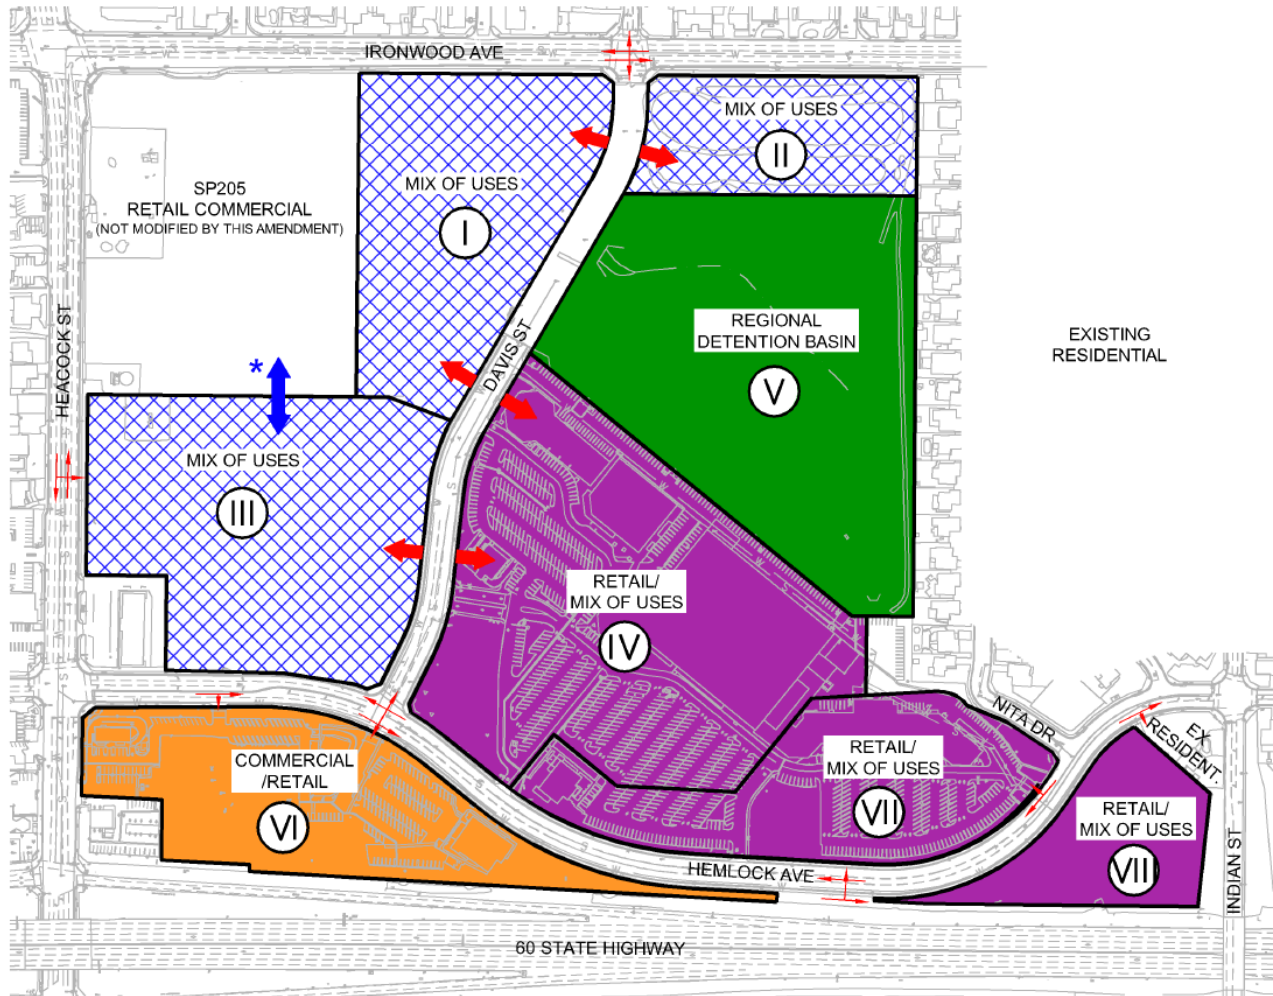 IRONWOOD AVE
MIX OF USES
II
SP205
RETAIL COMMERCIAL
(NOT MODIFIED BY THIS AMENDMENT)
MIX OF USES
I
HEACOCK ST
DAVIS ST
REGIONAL
DETENTION BASIN
V
EXISTING
RESIDENTIAL
*
MIX OF USES
III
RETAIL/
MIX OF USES
IV
NITA DR
EX
RESIDENT.
COMMERCIAL
/RETAIL
VI
RETAIL/
MIX OF USES
VII
RETAIL/
MIX OF USES
VII
HEMLOCK AVE
INDIAN ST
60 STATE HIGHWAY